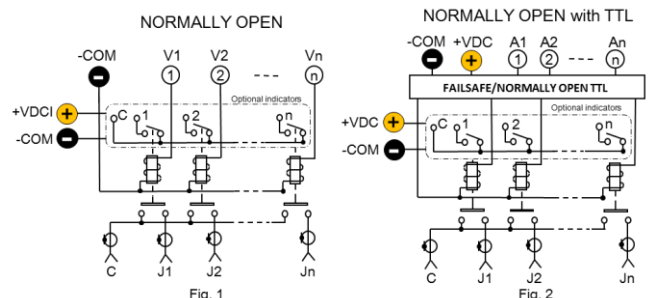 NORMALLY OPEN
-COM V1 V2 Vn
1 2 n
+VDCI
-COM
Optional indicators
C 1 2 n
C J1 J2 Jn
Fig. 1
NORMALLY OPEN with TTL
-COM +VDC A1 A2 An
1 2 n
FAILSAFE/NORMALLY OPEN TTL
Optional indicators
+VDC
-COM
C 1 2 n
C J1 J2 Jn
Fig. 2